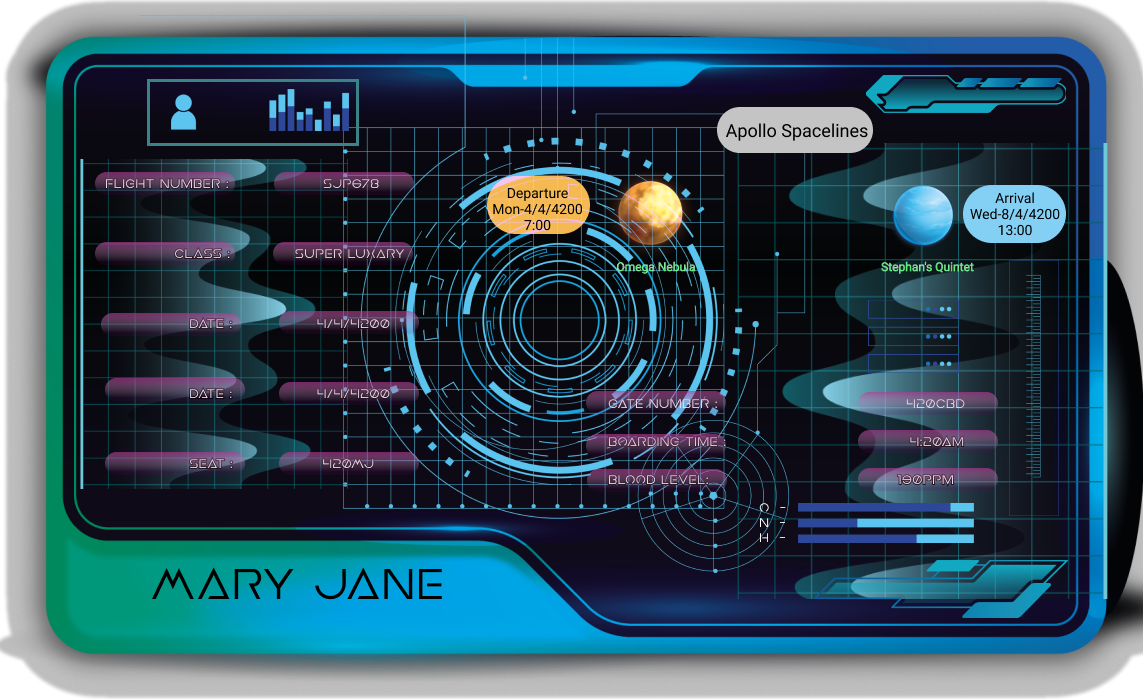 Apollo Spacelines
FLIGHT NUMBER : SJP678
Departure
Mon-4/4/4200
7:00
Arrival
Wed-8/4/4200
13:00
CLASS : SUPER LUXARY
Omega Nebula
Stephan's Quintet
DATE : 4/4/4200
DATE : 4/4/4200
GATE NUMBER : 420CBD
BOARDING TIME : 4:20AM
SEAT : 420MJ
BLOOD LEVEL: 190PPM
C -
N -
H -
MARY JANE